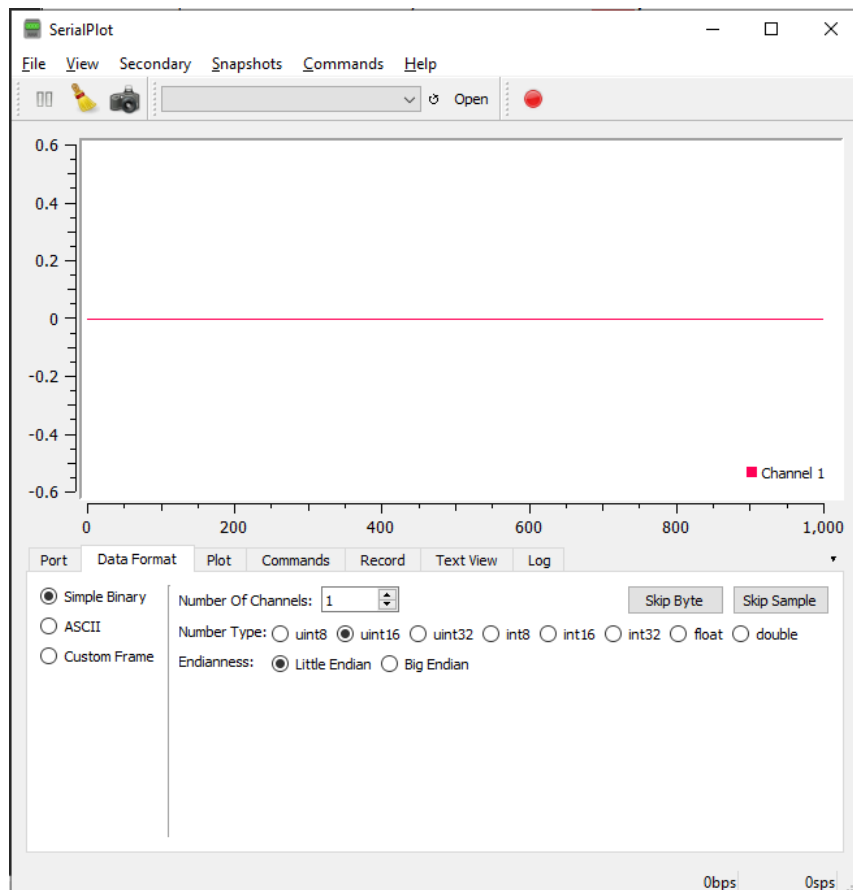 SerialPlot
File View Secondary Snapshots Commands Help
Open
0.6
0.4
0.2
0
-0.2
-0.4
-0.6
Channel 1
0 200 400 600 800 1,000
Port Data Format Plot Commands Record Text View Log
Simple Binary Number Of Channels: 1 Skip Byte Skip Sample
ASCII Number Type: uint8 uint16 uint32 int8 int16 int32 float double
Custom Frame Endianness: Little Endian Big Endian
0bps 0sps